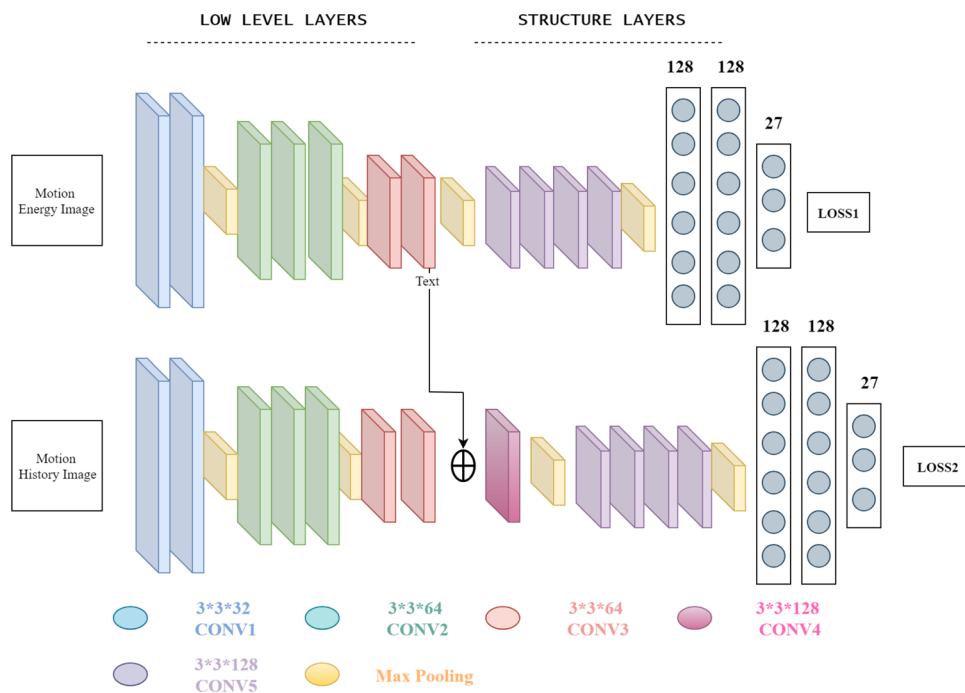 LOW LEVEL LAYERS
STRUCTURE LAYERS
128
128
27
Motion
Energy Image
LOSS1
Text
128
128
27
Motion
History Image
LOSS2
3*3*32
CONV1
3*3*64
CONV2
3*3*64
CONV3
3*3*128
CONV4
3*3*128
CONV5
Max Pooling